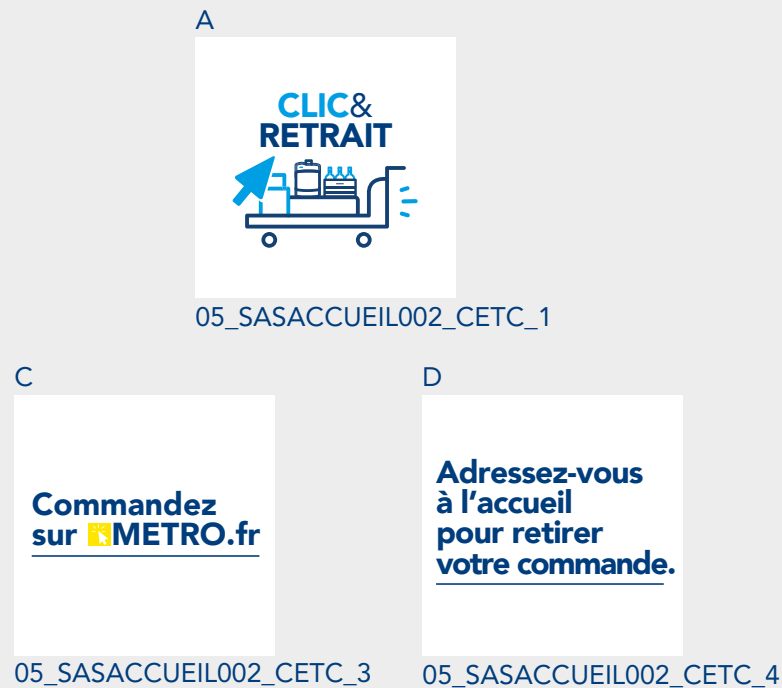 A
CLIC&
RETRAIT
05_SASACCUEIL002_CETC_1
C
Commandez
sur METRO.fr
05_SASACCUEIL002_CETC_3
D
Adressez-vous
à l'accueil
pour retirer
votre commande.
05_SASACCUEIL002_CETC_4